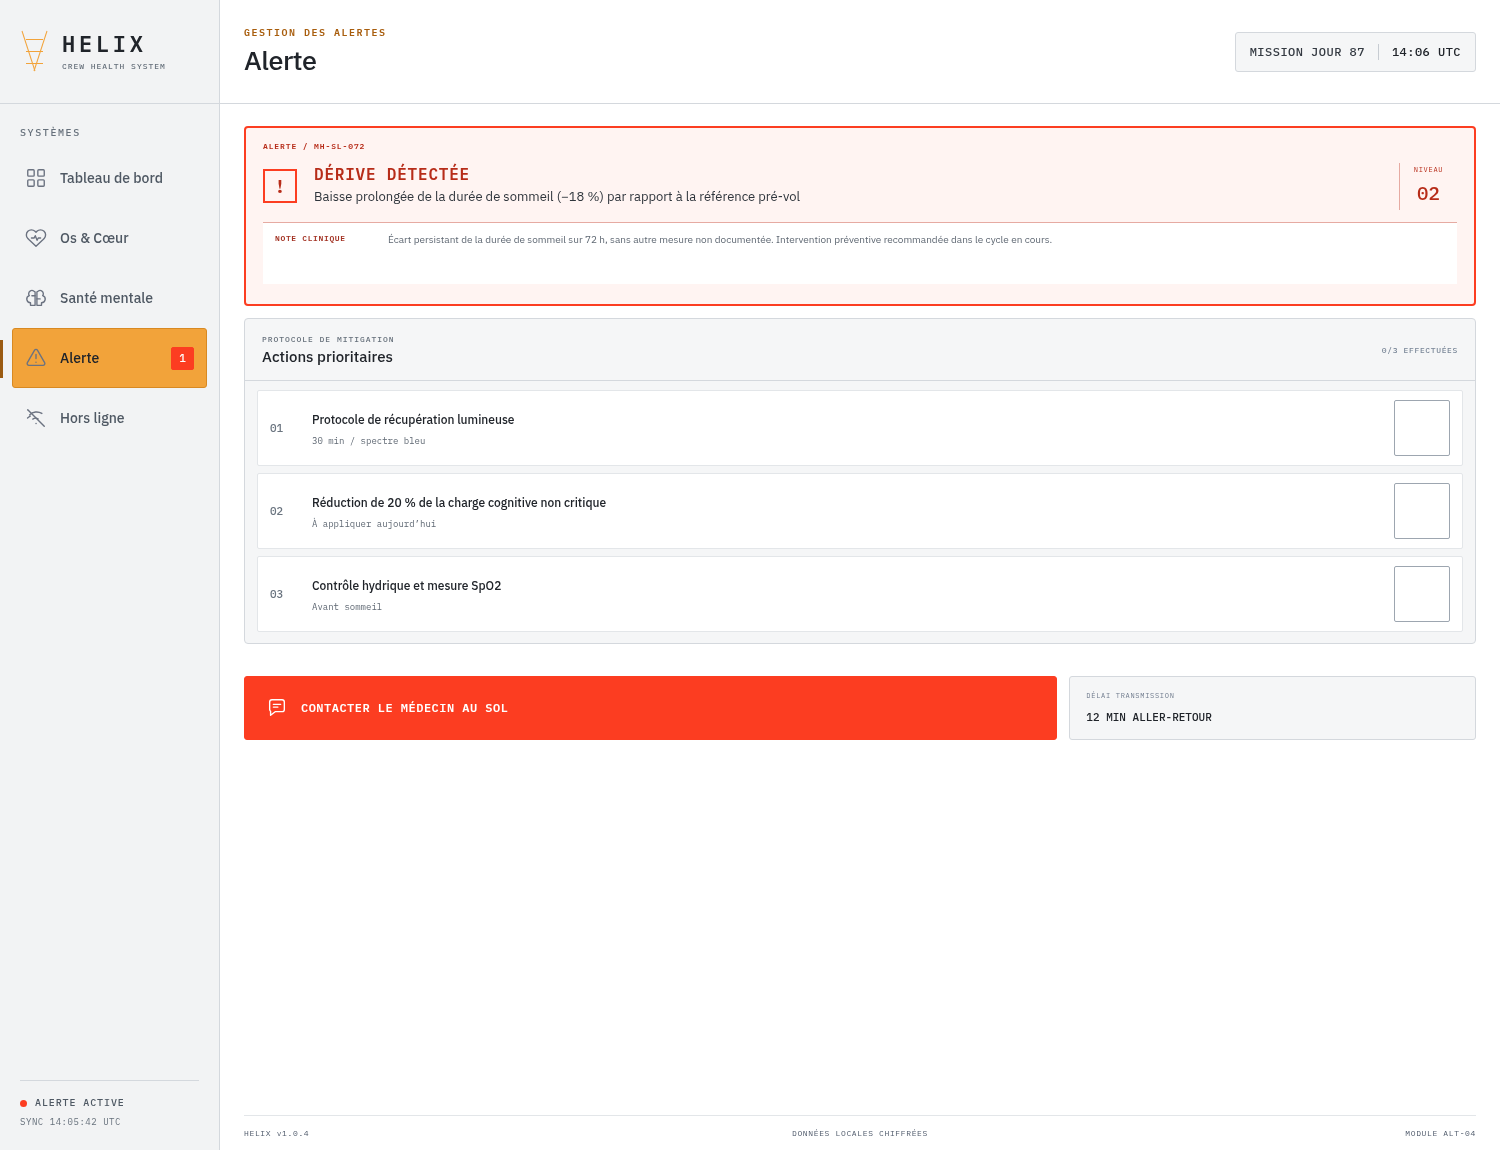 HELIX
CREW HEALTH SYSTEM
SYSTÈMES
Tableau de bord
Os & Cœur
Santé mentale
Alerte
1
Hors ligne
ALERTE ACTIVE
SYNC 14:05:42 UTC
GESTION DES ALERTES
Alerte
MISSION JOUR 87
14:06 UTC
ALERTE / MH-SL-072
!
DÉRIVE DÉTECTÉE
Baisse prolongée de la durée de sommeil (−18 %) par rapport à la référence pré-vol
NIVEAU
02
NOTE CLINIQUE
Écart persistant de la durée de sommeil sur 72 h, sans autre mesure non documentée. Intervention préventive recommandée dans le cycle en cours.
PROTOCOLE DE MITIGATION
Actions prioritaires
0/3 EFFECTUÉES
01
Protocole de récupération lumineuse
30 min / spectre bleu
02
Réduction de 20 % de la charge cognitive non critique
À appliquer aujourd’hui
03
Contrôle hydrique et mesure SpO2
Avant sommeil
CONTACTER LE MÉDECIN AU SOL
DÉLAI TRANSMISSION
12 MIN ALLER-RETOUR
HELIX v1.0.4
DONNÉES LOCALES CHIFFRÉES
MODULE ALT-04